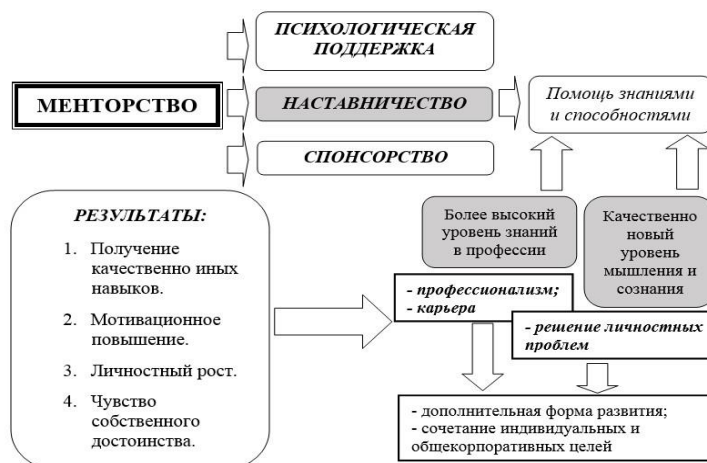 ПСИХОЛОГИЧЕСКАЯ
ПОДДЕРЖКА
МЕНТОРСТВО
НАСТАВНИЧЕСТВО
Помощь знаниями
и способностями
СПОНСОРСТВО
РЕЗУЛЬТАТЫ:
1. Получение
качественно иных
навыков.
2. Мотивационное
повышение.
3. Личностный рост.
4. Чувство
собственного
достоинства.
Более высокий
уровень знаний
в профессии
Качественно
новый
уровень
мышления и
сознания
- профессионализм;
- карьера
- решение личностных
проблем
- дополнительная форма развития;
- сочетание индивидуальных и
общекорпоративных целей